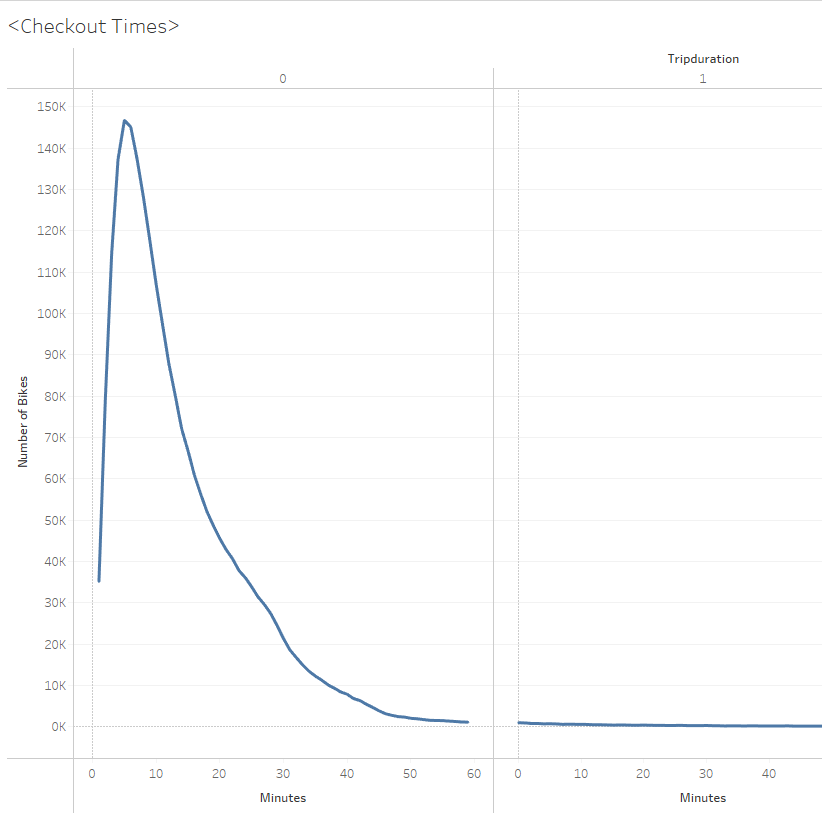 <Checkout Times>
Tripduration
0 1
150K
140K
130K
120K
110K
100K
90K
80K
70K
60K
50K
40K
30K
20K
10K
0K
Number of Bikes
0 10 20 30 40 50 60 0 10 20 30 40
Minutes Minutes